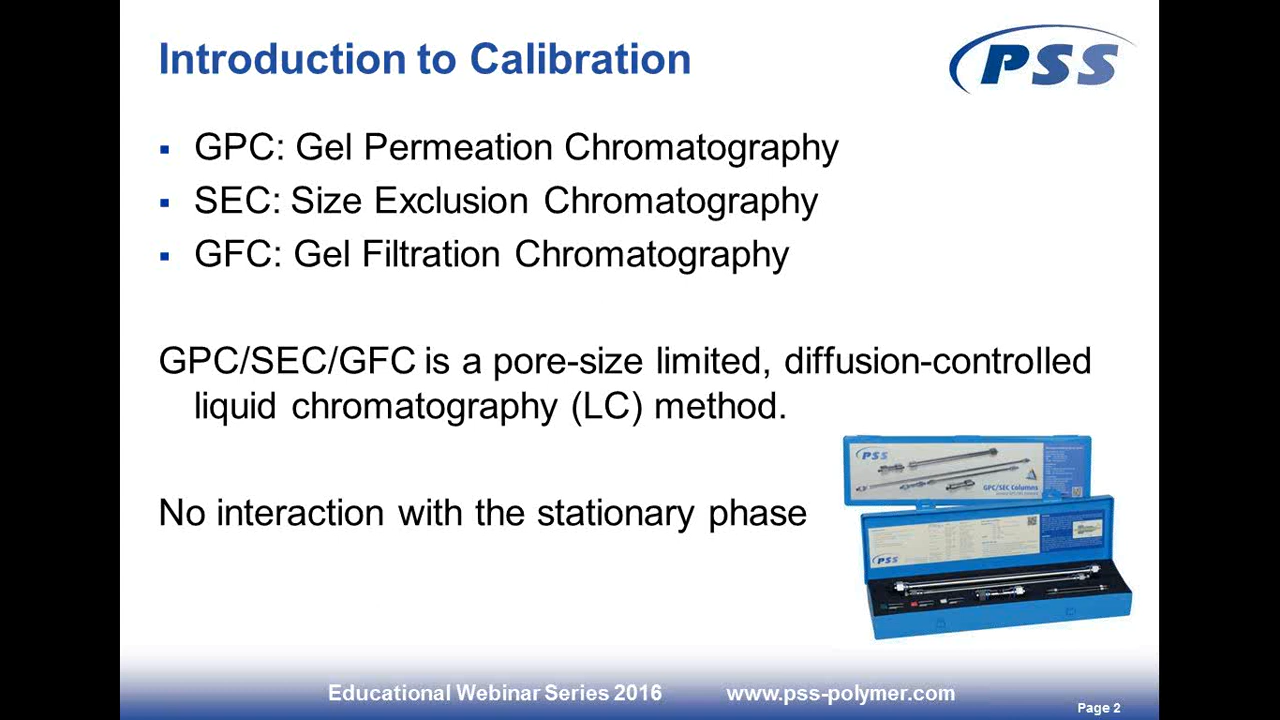 Introduction to Calibration
PSS
▪ GPC: Gel Permeation Chromatography
▪ SEC: Size Exclusion Chromatography
▪ GFC: Gel Filtration Chromatography
GPC/SEC/GFC is a pore-size limited, diffusion-controlled
liquid chromatography (LC) method.
No interaction with the stationary phase
PSS
GPC/SEC Columns
PSS
Educational Webinar Series 2016 www.pss-polymer.com
Page 2